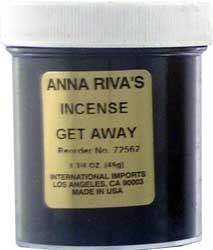 ANNA RIVA'S
INCENSE
GET AWAY
Reorder No. 72562
1 3/4 OZ. (49g)
INTERNATIONAL IMPORTS
LOS ANGELES, CA 90003
MADE IN USA